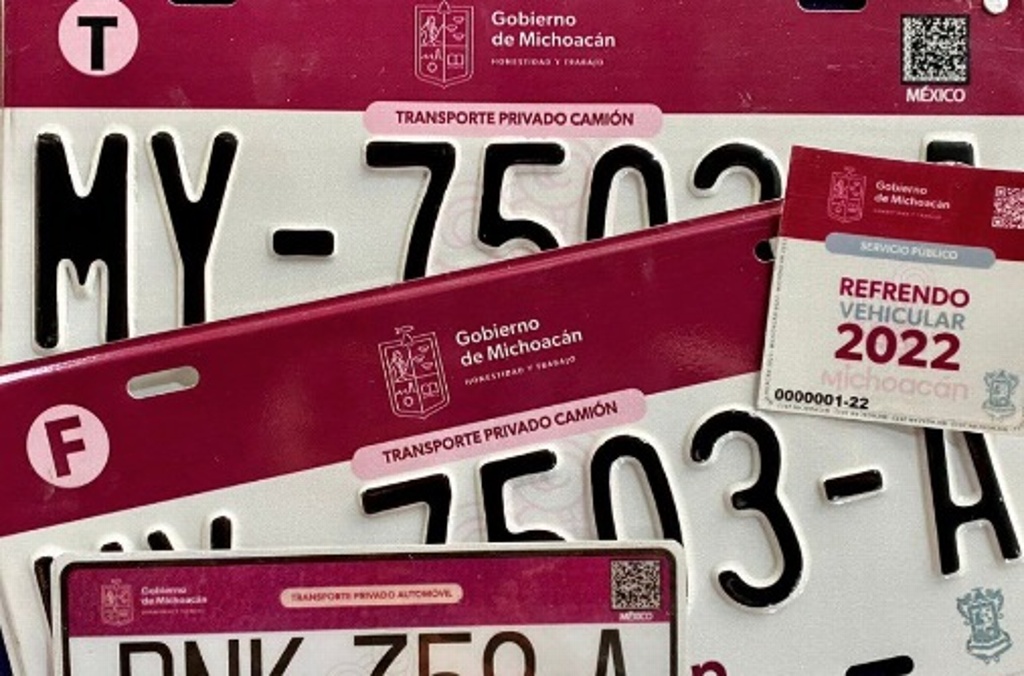 T
Gobierno
de Michoacán
HONESTIDAD Y TRABAJO
MÉXICO
TRANSPORTE PRIVADO CAMIÓN
MY-7503
Gobierno
de Michoacán
SERVICIO PÚBLICO
REFRENDO
VEHICULAR
2022
Michoacán
0000001-22
F
Gobierno
de Michoacán
HONESTIDAD Y TRABAJO
TRANSPORTE PRIVADO CAMIÓN
7503-A
Gobierno
de Michoacán
TRANSPORTE PRIVADO AUTOMÓVIL
MÉXICO